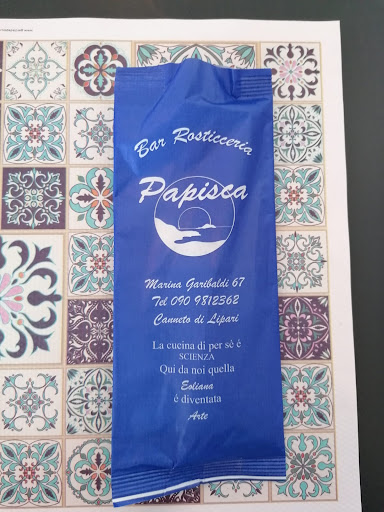 Bar Rosticceria
Papisca
Marina Garibaldi 67
Tel 090 9812362
Canneto di Lipari
La cucina di per sé é
SCIENZA
Qui da noi quella
Eoliana
é diventata
Arte